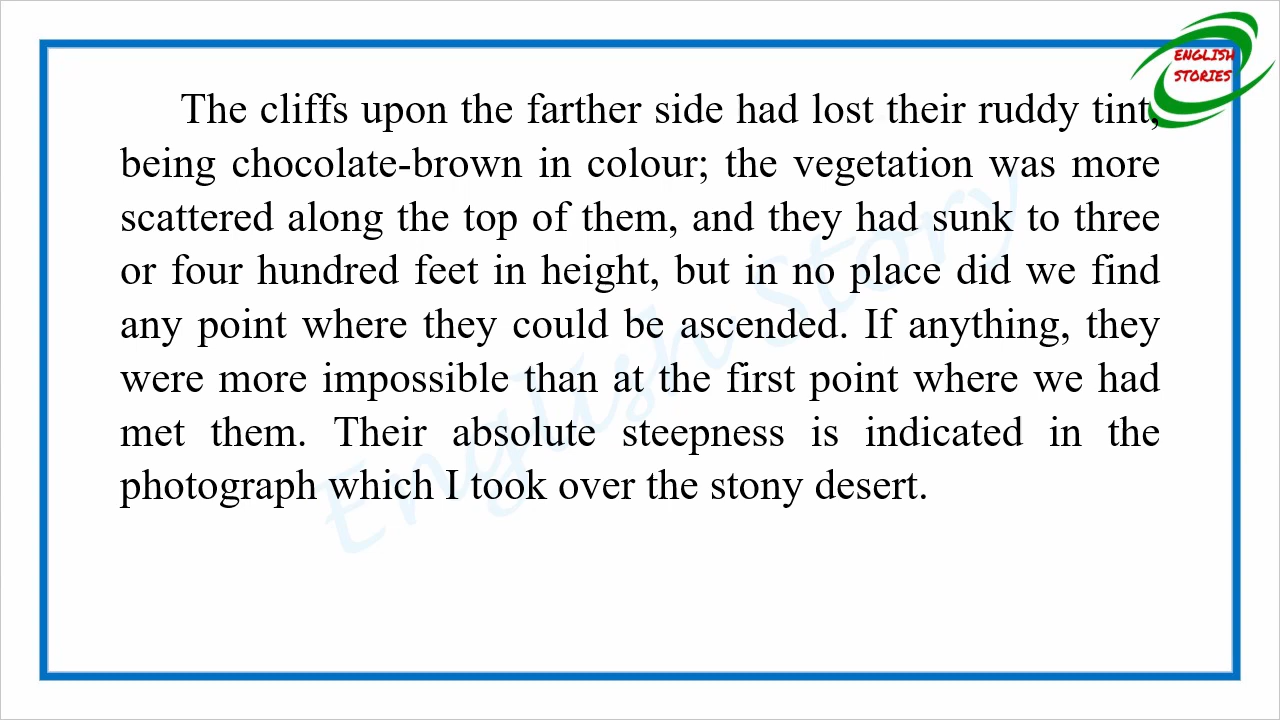 ENGLISH
STORIES
The cliffs upon the farther side had lost their ruddy tint,
being chocolate-brown in colour; the vegetation was more
scattered along the top of them, and they had sunk to three
or four hundred feet in height, but in no place did we find
any point where they could be ascended. If anything, they
were more impossible than at the first point where we had
met them. Their absolute steepness is indicated in the
photograph which I took over the stony desert.
English Story